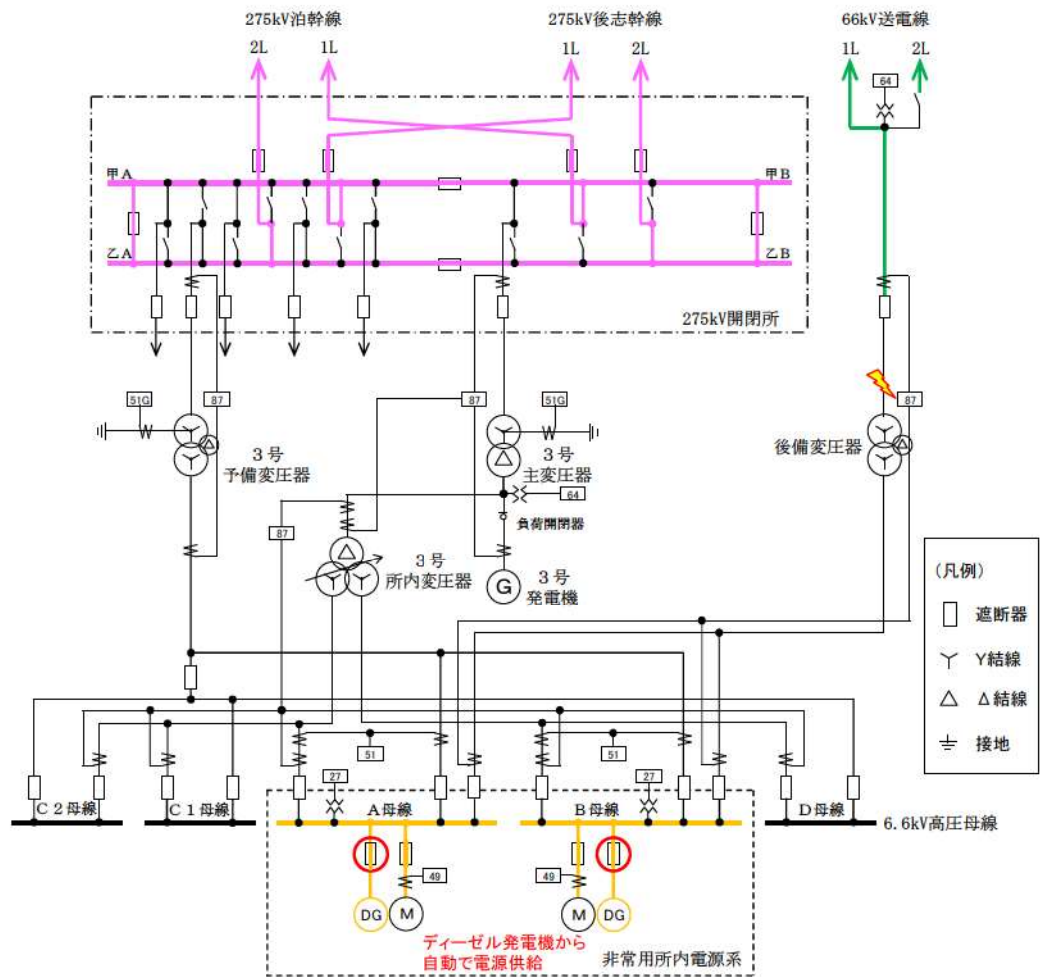 275kV泊幹線
275kV後志幹線
66kV送電線
2L
1L
1L
2L
1L
2L
64
甲A
甲B
乙A
乙B
275kV開閉所
51G
87
87
51G
87
3号
予備変圧器
3号
主変圧器
後備変圧器
64
負荷開閉器
87
3号
所内変圧器
G
3号
発電機
(凡例)
遮断器
Y結線
Δ結線
接地
51
51
27
27
C2母線
C1母線
A母線
B母線
D母線
6.6kV高圧母線
49
49
DG
M
M
DG
ディーゼル発電機から
自動で電源供給
非常用所内電源系